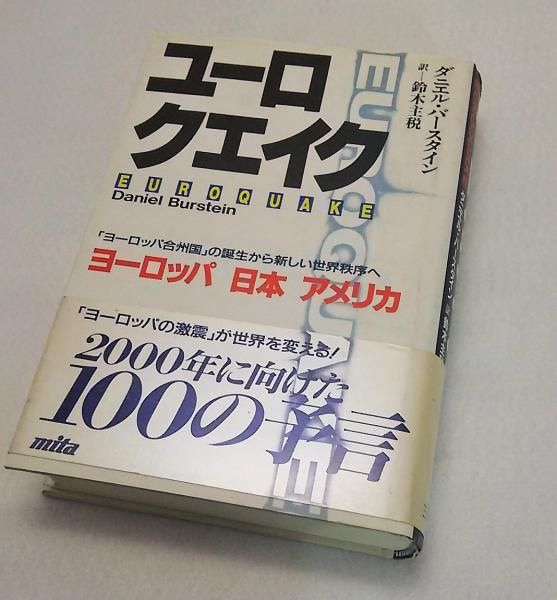 ユーロ
クエイク
EUROQUAKE
Daniel Burstein
ダニエル・バースタイン
訳―鈴木主税
EUROQUAKE
「ヨーロッパ合州国」の誕生から新しい世界秩序へ
ヨーロッパ 日本 アメリカ
「ヨーロッパの激震」が世界を変える!
2000年に向けた
100の予言
mita